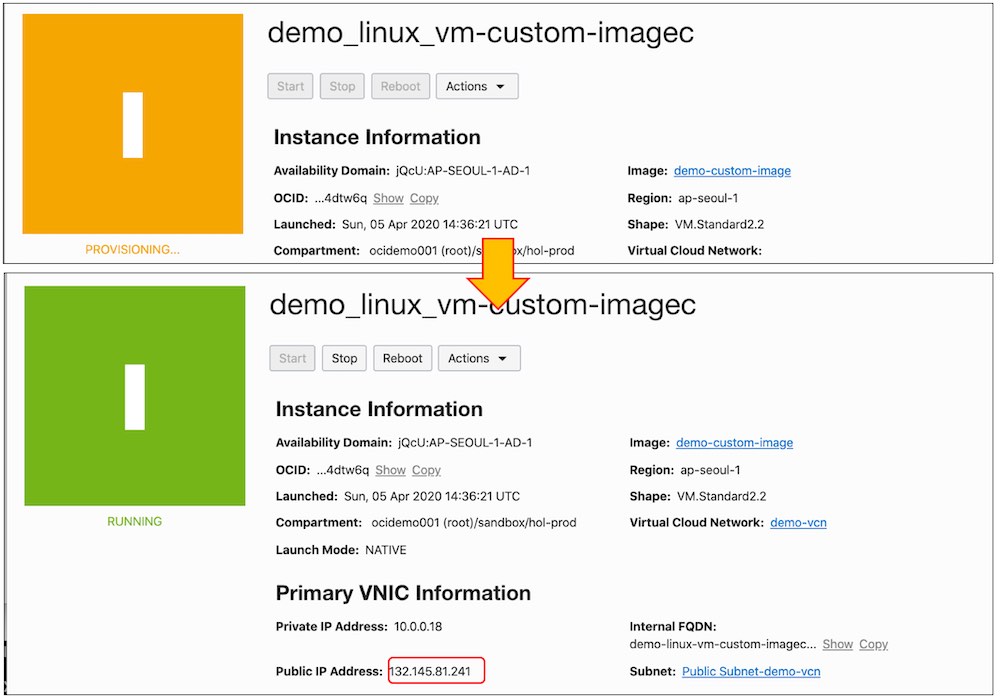 demo_linux_vm-custom-imagec
Start Stop Reboot Actions
Instance Information
Availability Domain: jQcU:AP-SEOUL-1-AD-1 Image: demo-custom-image
OCID: ...4dtw6q Show Copy Region: ap-seoul-1
Launched: Sun, 05 Apr 2020 14:36:21 UTC Shape: VM.Standard2.2
PROVISIONING... Compartment: ocidemo001 (root)/s x/hol-prod Virtual Cloud Network:
demo_linux_vm-custom-imagec
Start Stop Reboot Actions
Instance Information
Availability Domain: jQcU:AP-SEOUL-1-AD-1 Image: demo-custom-image
OCID: ...4dtw6q Show Copy Region: ap-seoul-1
Launched: Sun, 05 Apr 2020 14:36:21 UTC Shape: VM.Standard2.2
RUNNING Compartment: ocidemo001 (root)/sandbox/hol-prod Virtual Cloud Network: demo-vcn
Launch Mode: NATIVE
Primary VNIC Information
Private IP Address: 10.0.0.18 Internal FQDN:
demo-linux-vm-custom-imagec... Show Copy
Public IP Address: 132.145.81.241 Subnet: Public Subnet-demo-vcn